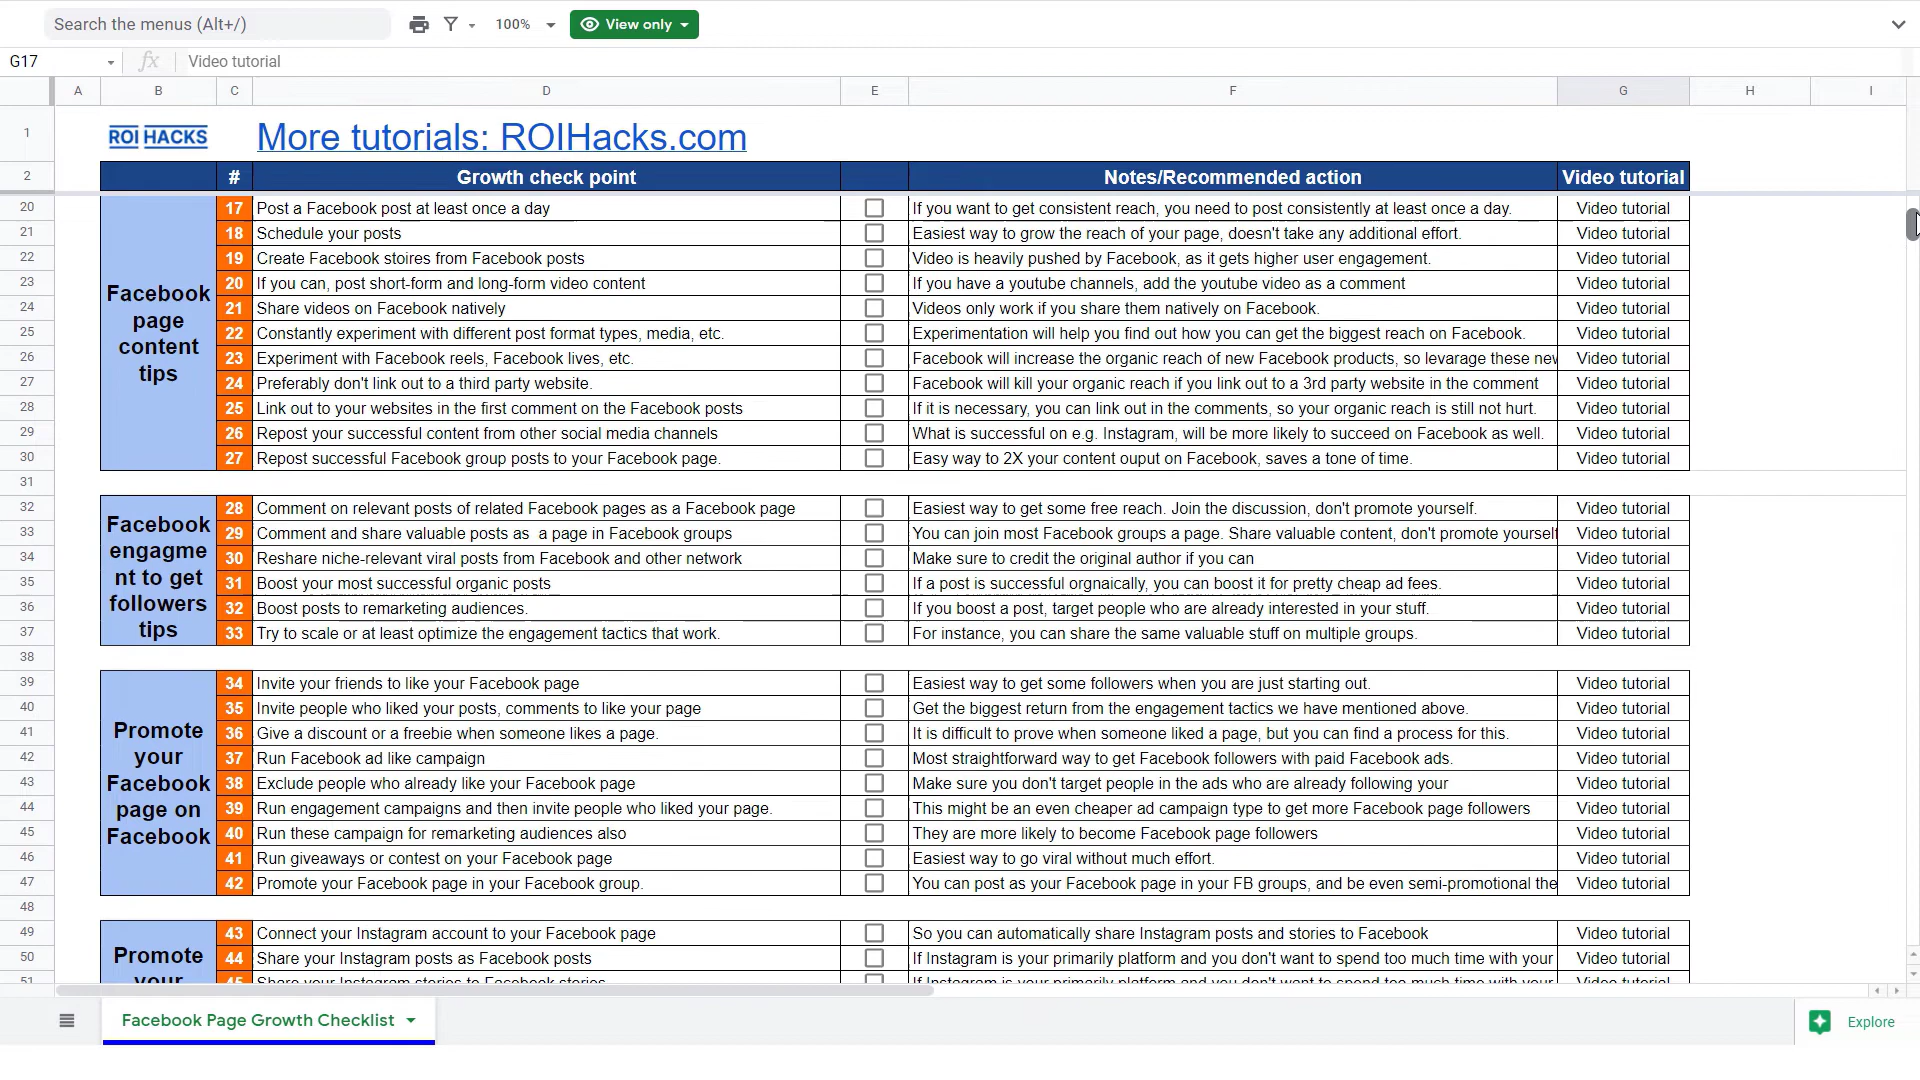 Search the menus (Alt+/) 100% View only
G17 fx Video tutorial
A B C D E F G H I
1 ROI HACKS More tutorials: ROIHacks.com
2 # Growth check point Notes/Recommended action Video tutorial
Facebook page content tips
20 17 Post a Facebook post at least once a day If you want to get consistent reach, you need to post consistently at least once a day. Video tutorial
21 18 Schedule your posts Easiest way to grow the reach of your page, doesn't take any additional effort. Video tutorial
22 19 Create Facebook stoires from Facebook posts Video is heavily pushed by Facebook, as it gets higher user engagement. Video tutorial
23 20 If you can, post short-form and long-form video content If you have a youtube channels, add the youtube video as a comment Video tutorial
24 21 Share videos on Facebook natively Videos only work if you share them natively on Facebook. Video tutorial
25 22 Constantly experiment with different post format types, media, etc. Experimentation will help you find out how you can get the biggest reach on Facebook. Video tutorial
26 23 Experiment with Facebook reels, Facebook lives, etc. Facebook will increase the organic reach of new Facebook products, so levarage these new Video tutorial
27 24 Preferably don't link out to a third party website. Facebook will kill your organic reach if you link out to a 3rd party website in the comment Video tutorial
28 25 Link out to your websites in the first comment on the Facebook posts If it is necessary, you can link out in the comments, so your organic reach is still not hurt. Video tutorial
29 26 Repost your successful content from other social media channels What is successful on e.g. Instagram, will be more likely to succeed on Facebook as well. Video tutorial
30 27 Repost successful Facebook group posts to your Facebook page. Easy way to 2X your content ouput on Facebook, saves a tone of time. Video tutorial
31
Facebook engagme nt to get followers tips
32 28 Comment on relevant posts of related Facebook pages as a Facebook page Easiest way to get some free reach. Join the discussion, don't promote yourself. Video tutorial
33 29 Comment and share valuable posts as a page in Facebook groups You can join most Facebook groups a page. Share valuable content, don't promote yourself Video tutorial
34 30 Reshare niche-relevant viral posts from Facebook and other network Make sure to credit the original author if you can Video tutorial
35 31 Boost your most successful organic posts If a post is successful orgnaically, you can boost it for pretty cheap ad fees. Video tutorial
36 32 Boost posts to remarketing audiences. If you boost a post, target people who are already interested in your stuff. Video tutorial
37 33 Try to scale or at least optimize the engagement tactics that work. For instance, you can share the same valuable stuff on multiple groups. Video tutorial
38
Promote your Facebook page on Facebook
39 34 Invite your friends to like your Facebook page Easiest way to get some followers when you are just starting out. Video tutorial
40 35 Invite people who liked your posts, comments to like your page Get the biggest return from the engagement tactics we have mentioned above. Video tutorial
41 36 Give a discount or a freebie when someone likes a page. It is difficult to prove when someone liked a page, but you can find a process for this. Video tutorial
42 37 Run Facebook ad like campaign Most straightforward way to get Facebook followers with paid Facebook ads. Video tutorial
43 38 Exclude people who already like your Facebook page Make sure you don't target people in the ads who are already following your Video tutorial
44 39 Run engagement campaigns and then invite people who liked your page. This might be an even cheaper ad campaign type to get more Facebook page followers Video tutorial
45 40 Run these campaign for remarketing audiences also They are more likely to become Facebook page followers Video tutorial
46 41 Run giveaways or contest on your Facebook page Easiest way to go viral without much effort. Video tutorial
47 42 Promote your Facebook page in your Facebook group. You can post as your Facebook page in your FB groups, and be even semi-promotional the Video tutorial
48
Promote your
49 43 Connect your Instagram account to your Facebook page So you can automatically share Instagram posts and stories to Facebook Video tutorial
50 44 Share your Instagram posts as Facebook posts If Instagram is your primarily platform and you don't want to spend too much time with your Video tutorial
51 45 Share your Instagram stories to Facebook stories If Instagram is your primarily platform and you don't want to spend too much time with your Video tutorial
Facebook Page Growth Checklist Explore